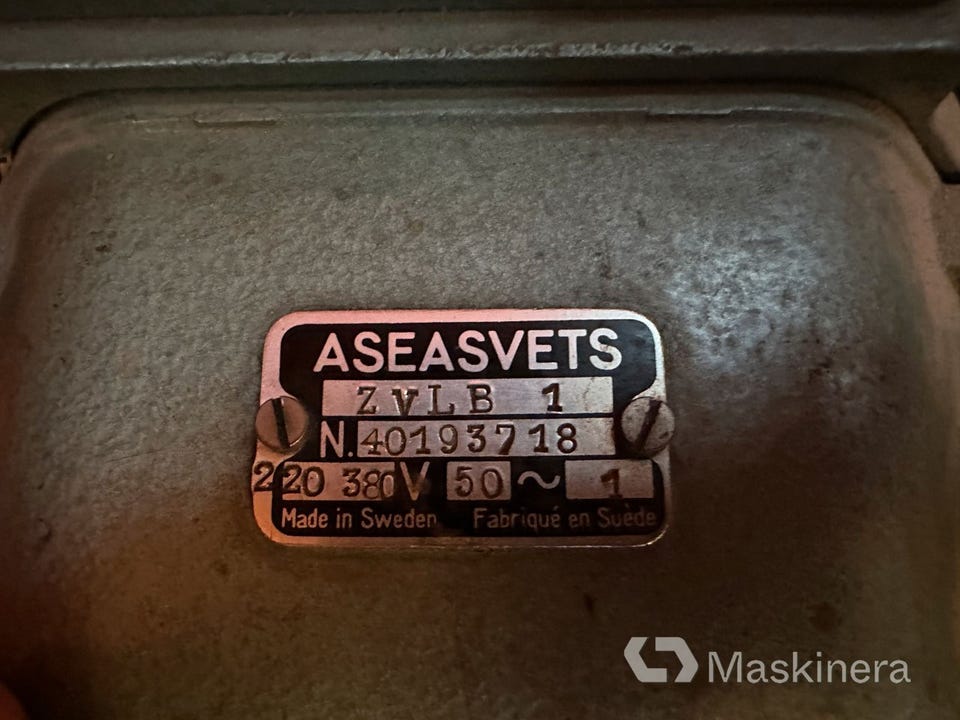 ASEASVETS
ZVLB 1
N. 40193718
220 380 V 50 ~ 1
Made in Sweden Fabriqué en Suède
Maskinera